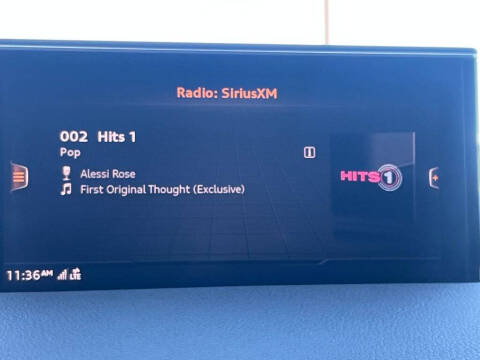 Radio: SiriusXM
002 Hits 1
Pop
Alessi Rose
First Original Thought (Exclusive)
HITS 1
11:36AM LTE